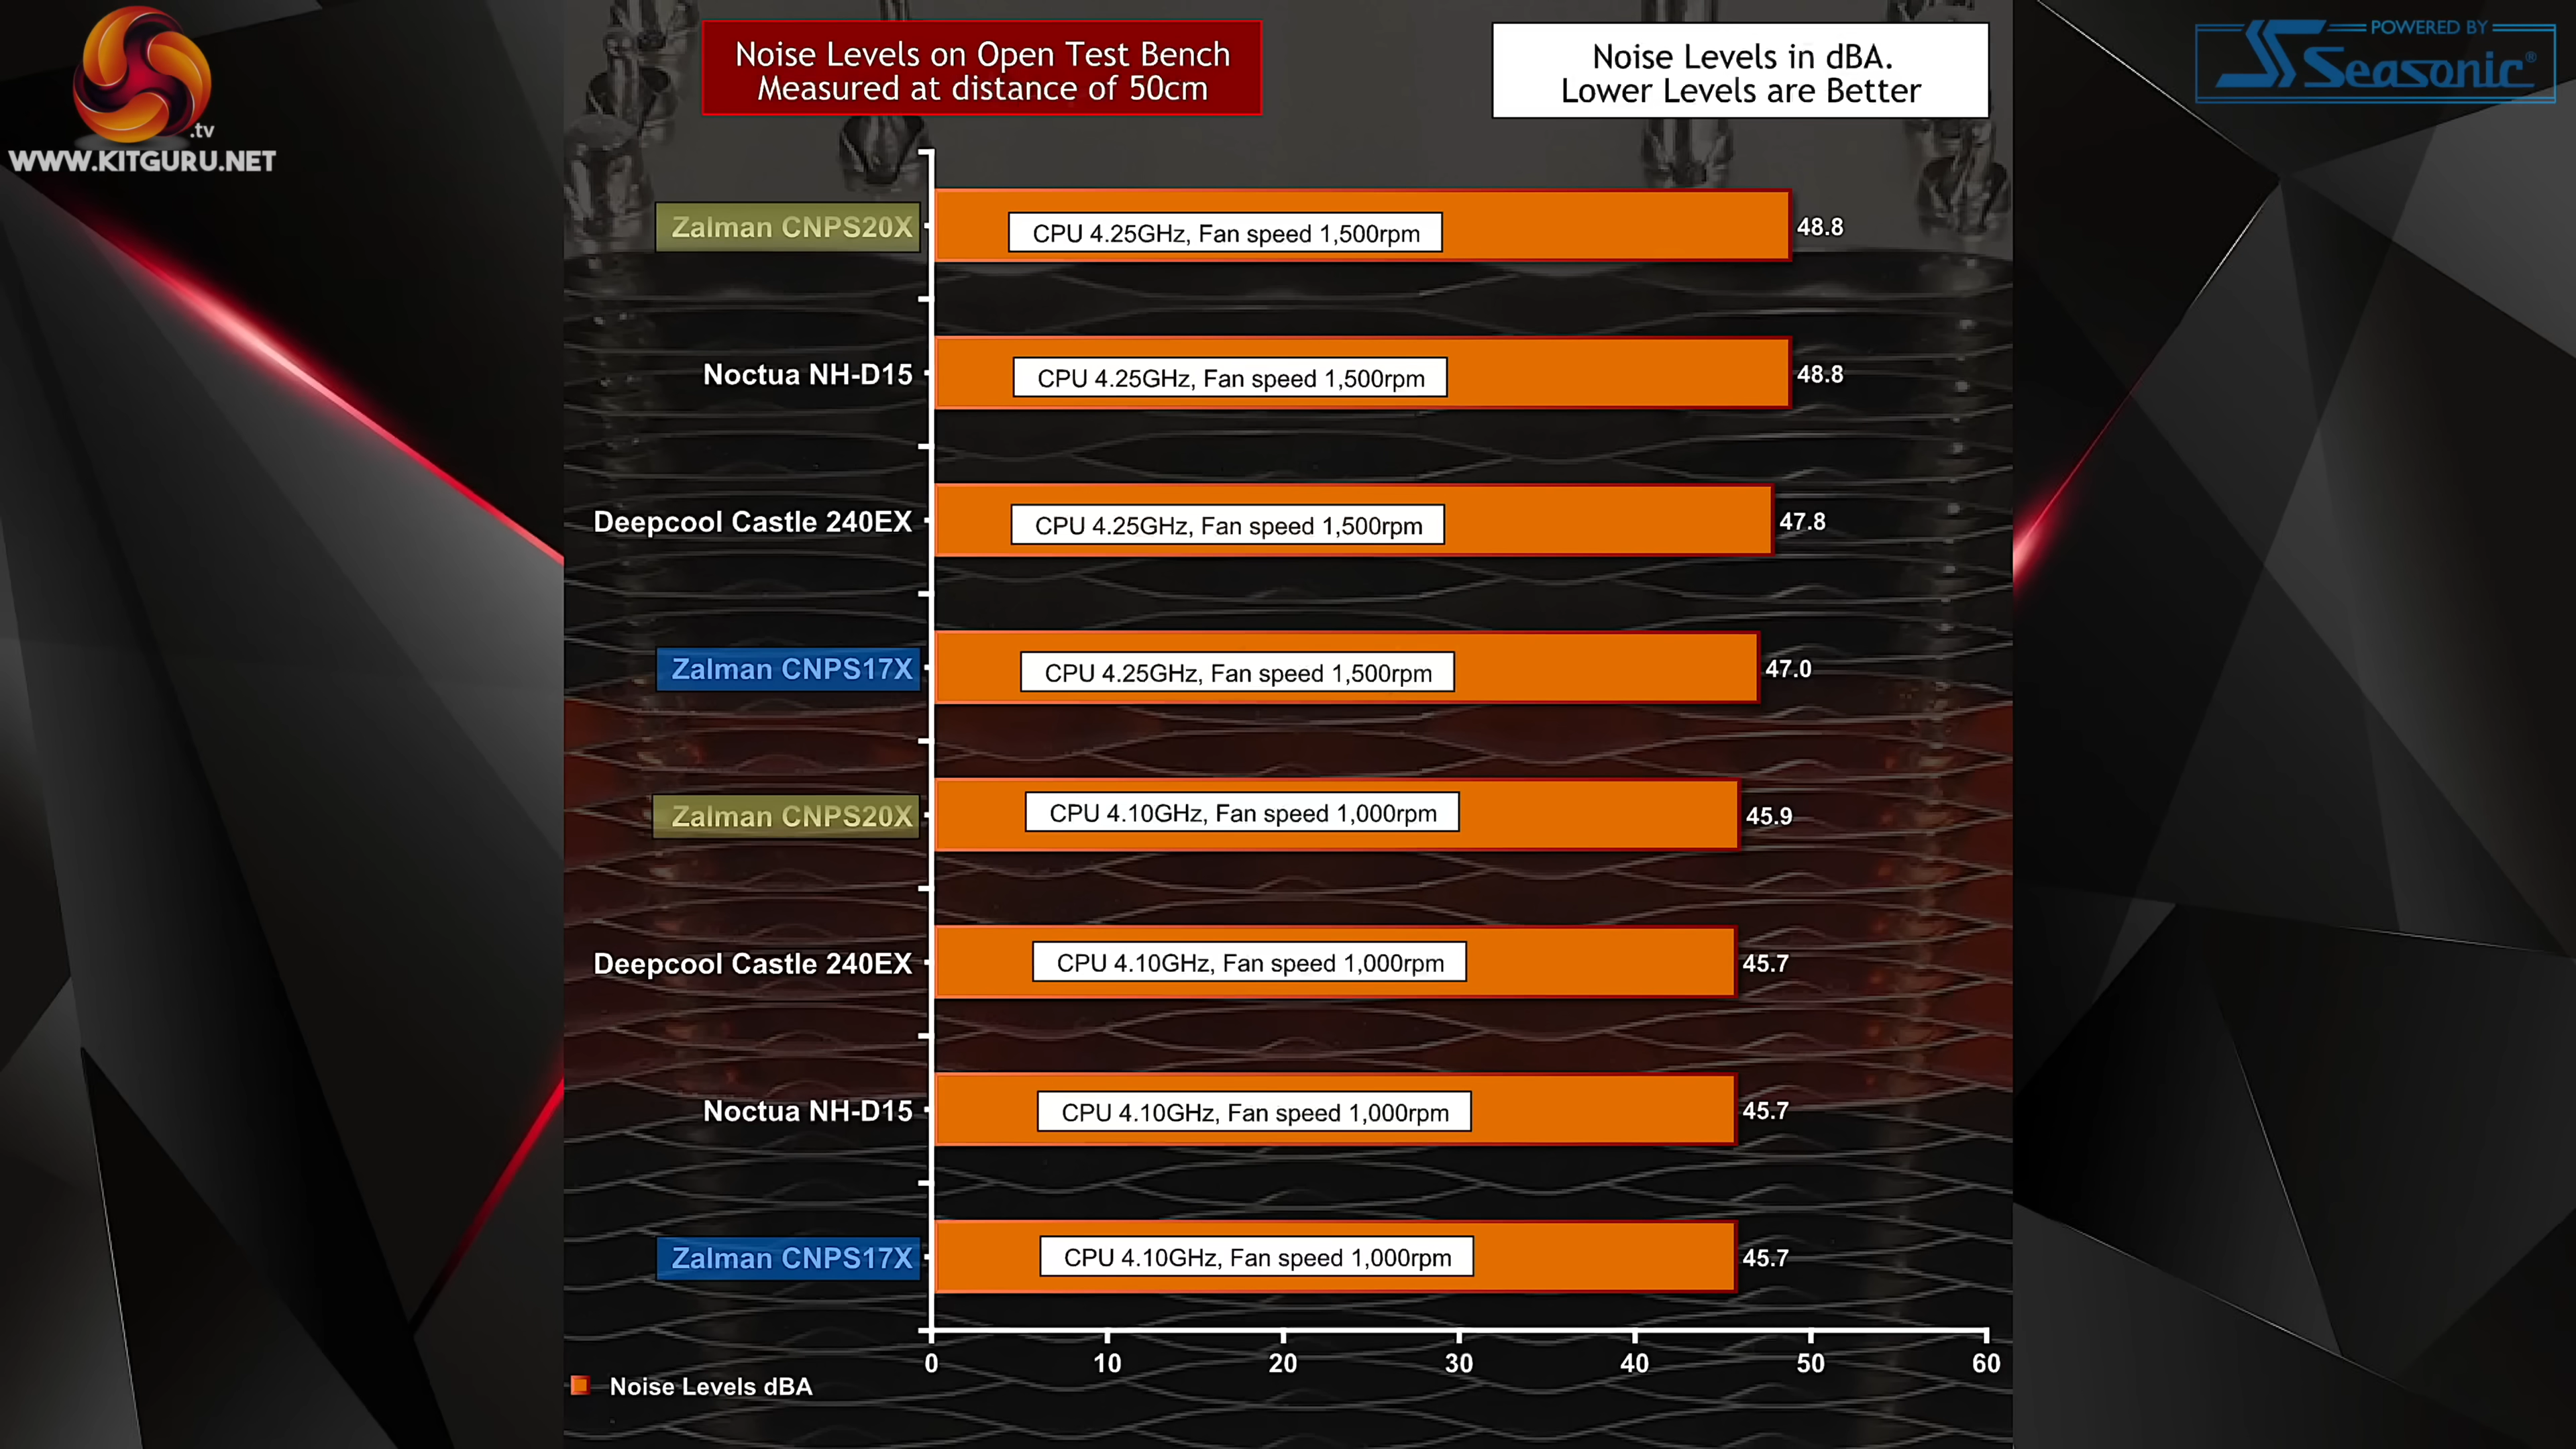 .tv
WWW.KITGURU.NET
Noise Levels on Open Test Bench
Measured at distance of 50cm
Noise Levels in dBA.
Lower Levels are Better
POWERED BY
Seasonic®
Zalman CNPS20X CPU 4.25GHz, Fan speed 1,500rpm 48.8
Noctua NH-D15 CPU 4.25GHz, Fan speed 1,500rpm 48.8
Deepcool Castle 240EX CPU 4.25GHz, Fan speed 1,500rpm 47.8
Zalman CNPS17X CPU 4.25GHz, Fan speed 1,500rpm 47.0
Zalman CNPS20X CPU 4.10GHz, Fan speed 1,000rpm 45.9
Deepcool Castle 240EX CPU 4.10GHz, Fan speed 1,000rpm 45.7
Noctua NH-D15 CPU 4.10GHz, Fan speed 1,000rpm 45.7
Zalman CNPS17X CPU 4.10GHz, Fan speed 1,000rpm 45.7
0 10 20 30 40 50 60
Noise Levels dBA